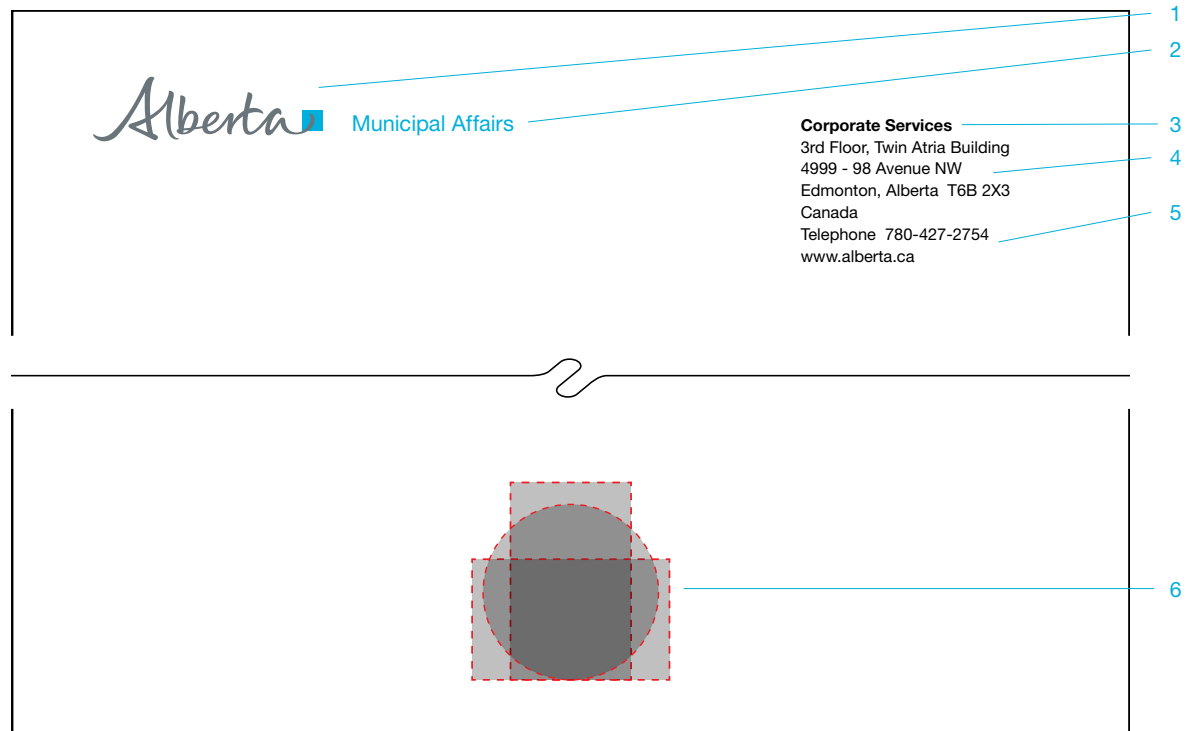 1
2
Alberta
Municipal Affairs
Corporate Services
3
3rd Floor, Twin Atria Building
4999 - 98 Avenue NW
4
Edmonton, Alberta  T6B 2X3
Canada
5
Telephone  780-427-2754
www.alberta.ca
6